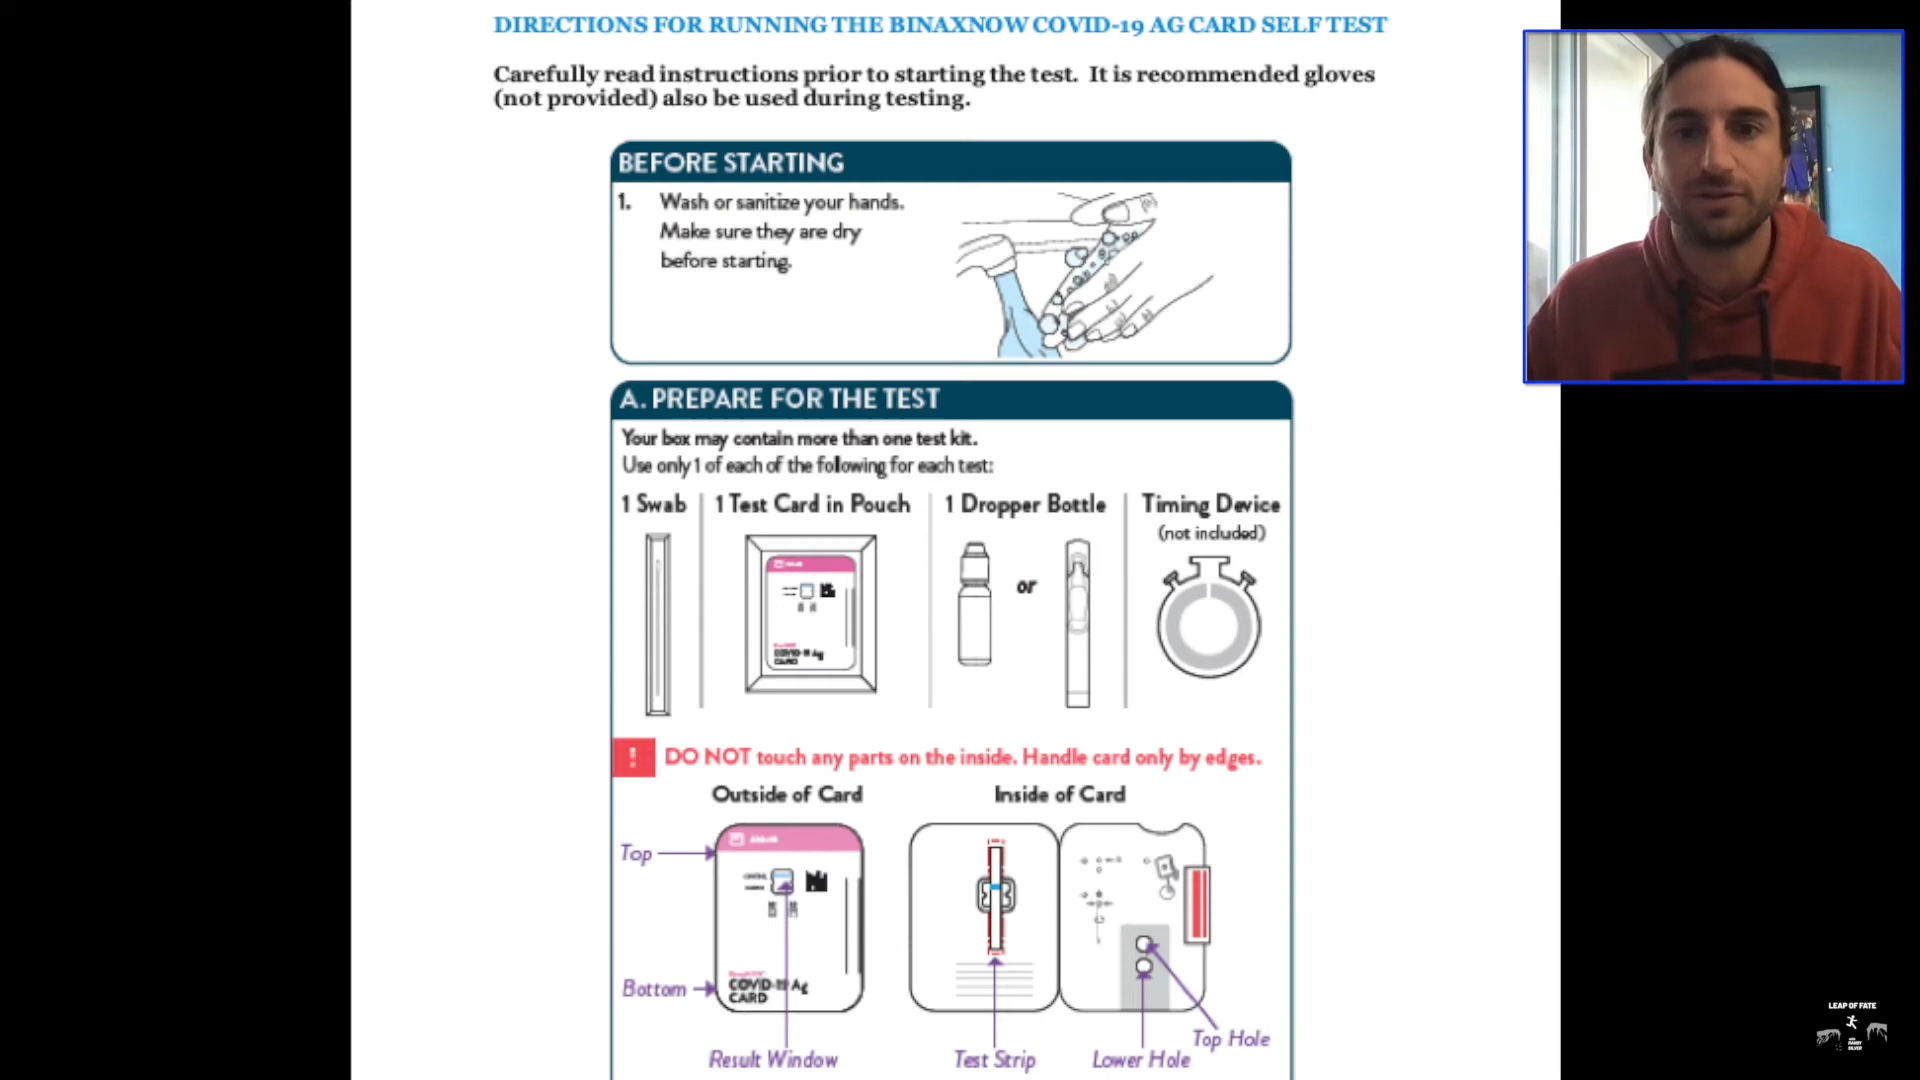 DIRECTIONS FOR RUNNING THE BINAXNOW COVID-19 AG CARD SELF TEST
Carefully read instructions prior to starting the test. It is recommended gloves
(not provided) also be used during testing.
BEFORE STARTING
1. Wash or sanitize your hands.
Make sure they are dry
before starting.
A. PREPARE FOR THE TEST
Your box may contain more than one test kit.
Use only 1 of each of the following for each test:
1 Swab
1 Test Card in Pouch
1 Dropper Bottle
Timing Device
(not included)
or
COVID-19 Ag
CARD
! DO NOT touch any parts on the inside. Handle card only by edges.
Outside of Card
Inside of Card
Top
Bottom
COVID-19 Ag
CARD
Result Window
Test Strip
Lower Hole
Top Hole
LEAP OF FATE